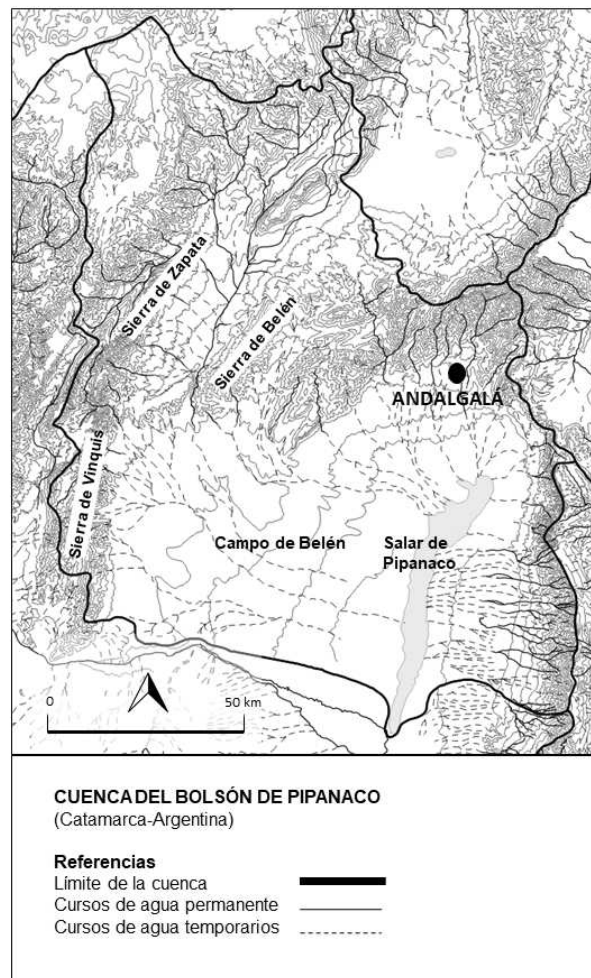 Sierra de Zapata
Sierra de Belén
ANDALGALÁ
Sierra de Vinquis
Campo de Belén
Salar de
Pipanaco
0
50 km
CUENCA DEL BOLSÓN DE PIPANACO
(Catamarca-Argentina)
Referencias
Límite de la cuenca
Cursos de agua permanente
Cursos de agua temporarios